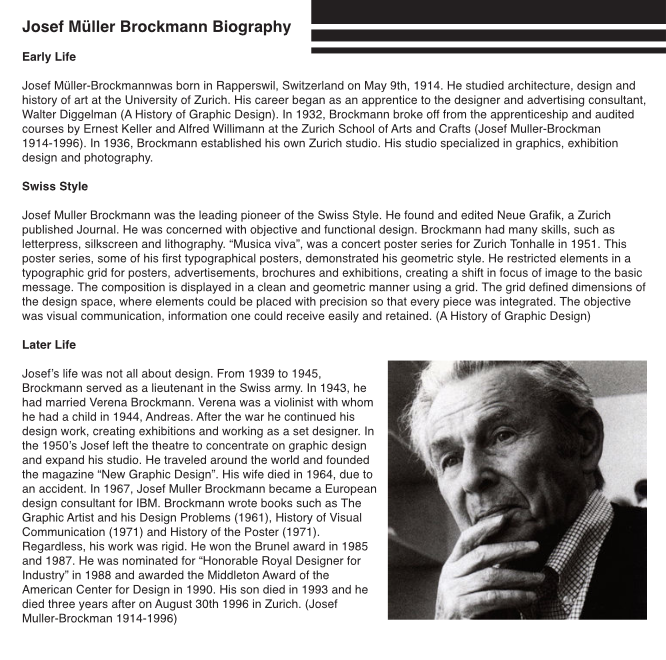 Josef Müller Brockmann Biography
Early Life
Josef Müller-Brockmannwas born in Rapperswil, Switzerland on May 9th, 1914. He studied architecture, design and
history of art at the University of Zurich. His career began as an apprentice to the designer and advertising consultant,
Walter Diggelman (A History of Graphic Design). In 1932, Brockmann broke off from the apprenticeship and audited
courses by Ernest Keller and Alfred Willimann at the Zurich School of Arts and Crafts (Josef Muller-Brockman
1914-1996). In 1936, Brockmann established his own Zurich studio. His studio specialized in graphics, exhibition
design and photography.
Swiss Style
Josef Muller Brockmann was the leading pioneer of the Swiss Style. He found and edited Neue Grafik, a Zurich
published Journal. He was concerned with objective and functional design. Brockmann had many skills, such as
letterpress, silkscreen and lithography. “Musica viva”, was a concert poster series for Zurich Tonhalle in 1951. This
poster series, some of his first typographical posters, demonstrated his geometric style. He restricted elements in a
typographic grid for posters, advertisements, brochures and exhibitions, creating a shift in focus of image to the basic
message. The composition is displayed in a clean and geometric manner using a grid. The grid defined dimensions of
the design space, where elements could be placed with precision so that every piece was integrated. The objective
was visual communication, information one could receive easily and retained. (A History of Graphic Design)
Later Life
Josef’s life was not all about design. From 1939 to 1945,
Brockmann served as a lieutenant in the Swiss army. In 1943, he
had married Verena Brockmann. Verena was a violinist with whom
he had a child in 1944, Andreas. After the war he continued his
design work, creating exhibitions and working as a set designer. In
the 1950’s Josef left the theatre to concentrate on graphic design
and expand his studio. He traveled around the world and founded
the magazine “New Graphic Design”. His wife died in 1964, due to
an accident. In 1967, Josef Muller Brockmann became a European
design consultant for IBM. Brockmann wrote books such as The
Graphic Artist and his Design Problems (1961), History of Visual
Communication (1971) and History of the Poster (1971).
Regardless, his work was rigid. He won the Brunel award in 1985
and 1987. He was nominated for “Honorable Royal Designer for
Industry” in 1988 and awarded the Middleton Award of the
American Center for Design in 1990. His son died in 1993 and he
died three years after on August 30th 1996 in Zurich. (Josef
Muller-Brockman 1914-1996)